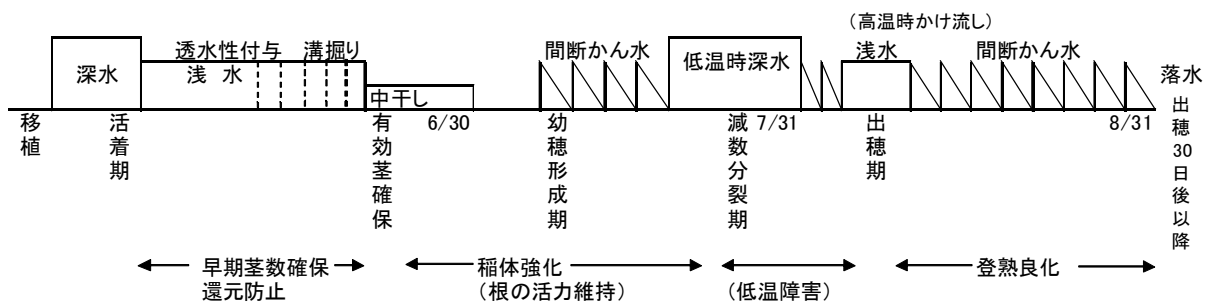 （高温時かけ流し）
透水性付与　溝掘り
間断かん水
低温時深水
浅水
間断かん水
深水
浅　水
落水
中干し
6/30
7/31
8/31
移植
活着期
有効茎確保
幼穂形成期
減数分裂期
出穂期
出穂30日後以降
早期茎数確保
還元防止
稲体強化
（根の活力維持）
（低温障害）
登熟良化